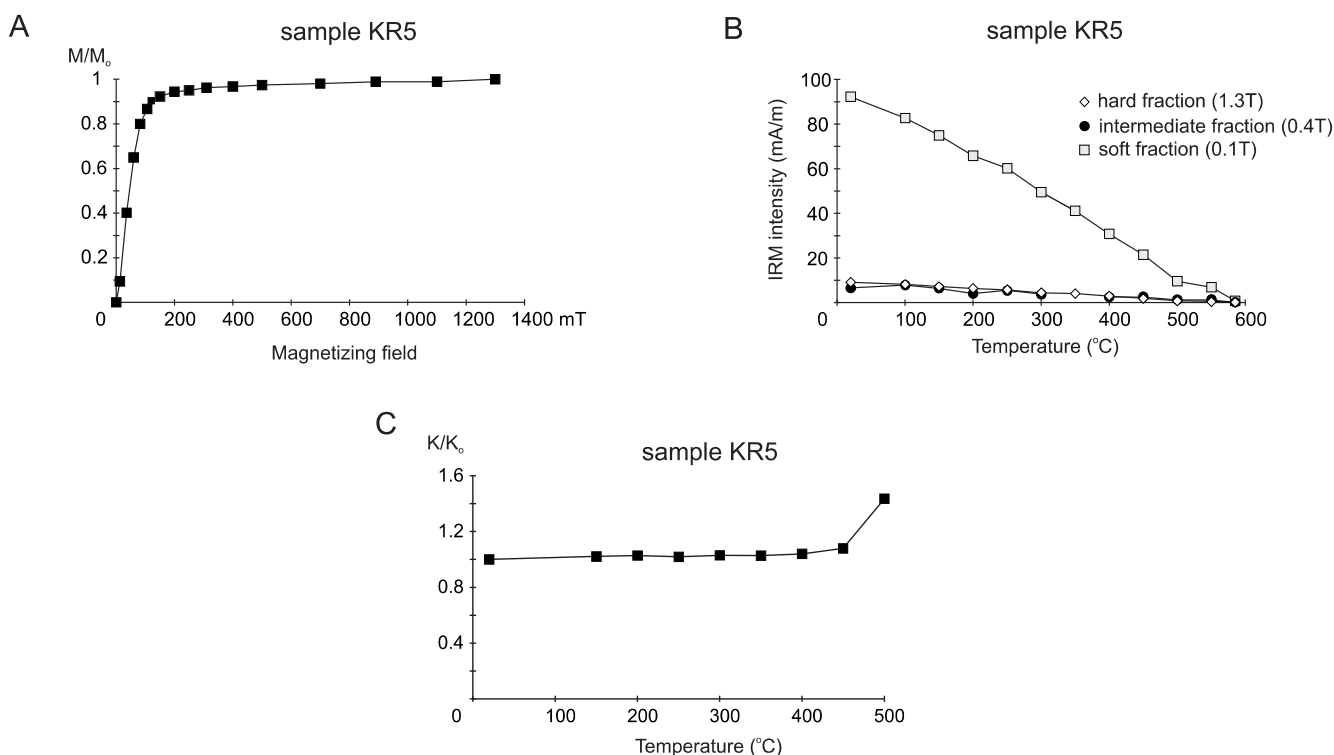 A
sample KR5
M/Mo
1
0.8
0.6
0.4
0.2
0 200 400 600 800 1000 1200 1400 mT
Magnetizing field
B
sample KR5
IRM intensity (mA/m)
100
80
60
40
20
0 100 200 300 400 500 600
Temperature (°C)
hard fraction (1.3T)
intermediate fraction (0.4T)
soft fraction (0.1T)
C
sample KR5
K/Ko
1.6
1.2
0.8
0.4
0 100 200 300 400 500
Temperature (°C)